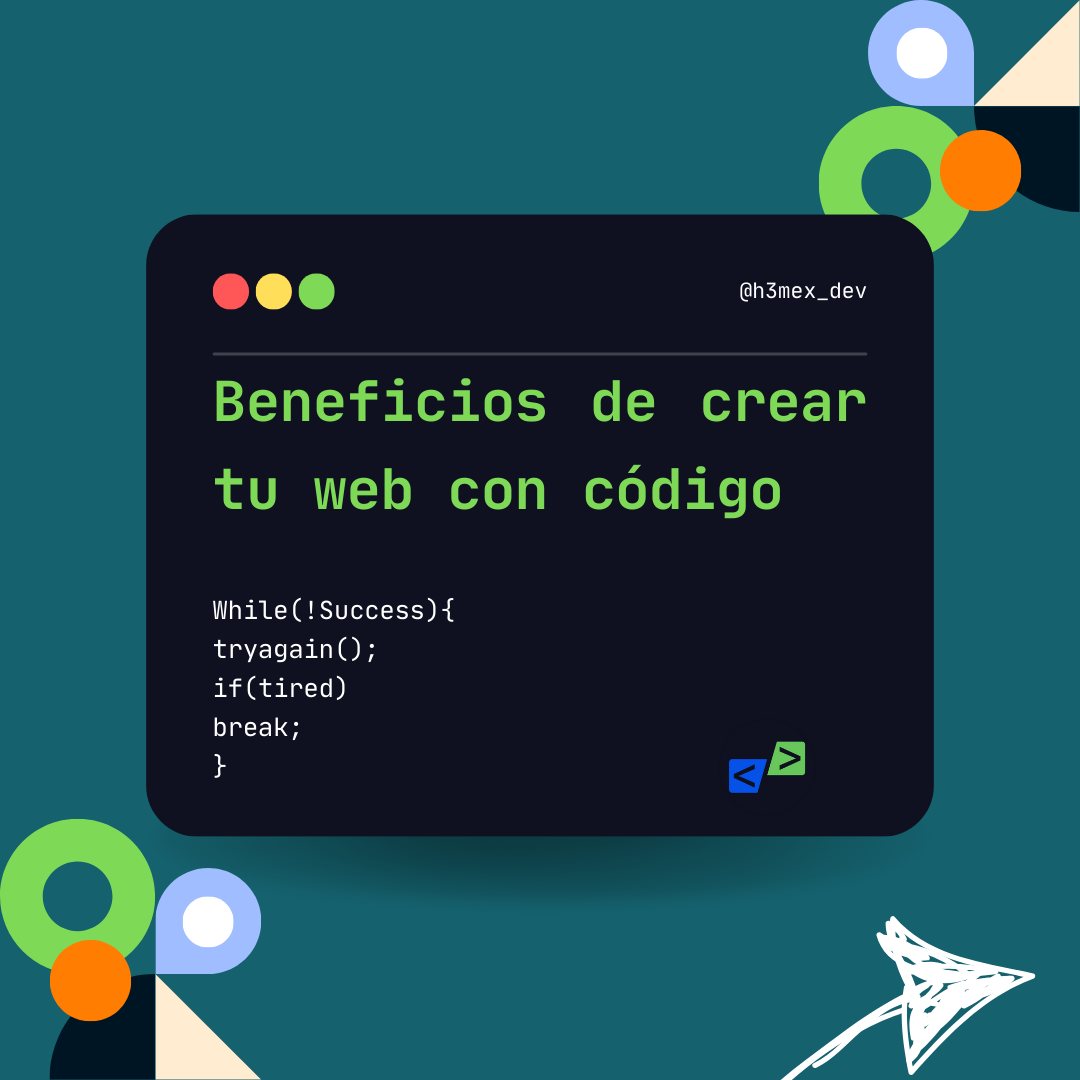 @h3mex_dev
Beneficios de crear
tu web con código
While(!Success){
tryagain();
if(tired)
break;
}
< >